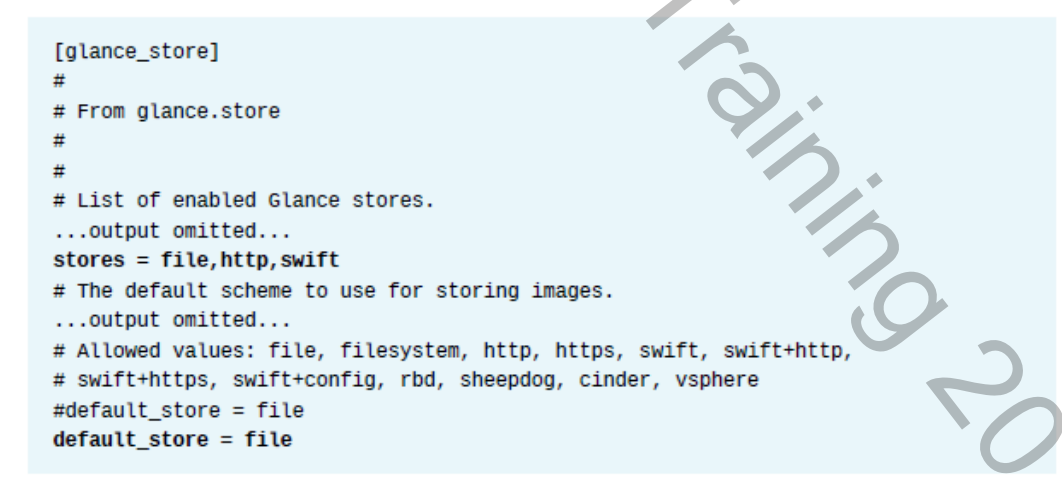 [glance_store]
#
# From glance.store
#
#
# List of enabled Glance stores.
...output omitted...
stores = file,http,swift
# The default scheme to use for storing images.
...output omitted...
# Allowed values: file, filesystem, http, https, swift, swift+http,
# swift+https, swift+config, rbd, sheepdog, cinder, vsphere
#default_store = file
default_store = file
Training 20